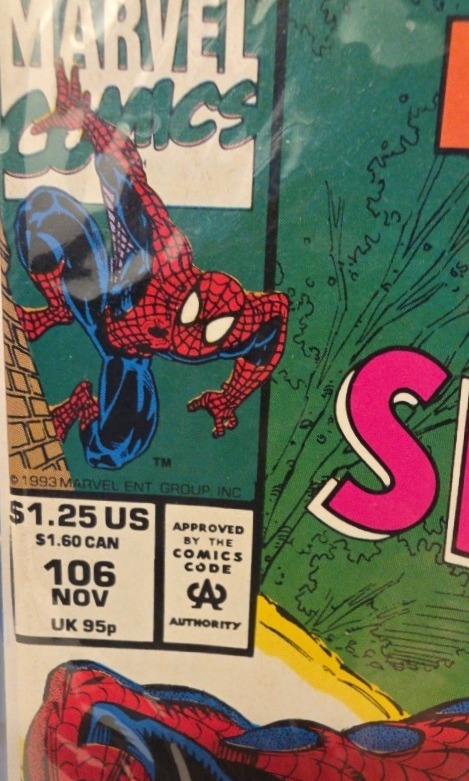 MARVEL
COMICS
TM
© 1993 MARVEL ENT. GROUP, INC
$1.25 US
$1.60 CAN
106
NOV
UK 95p
APPROVED
BY THE
COMICS
CODE
CA
AUTHORITY
S